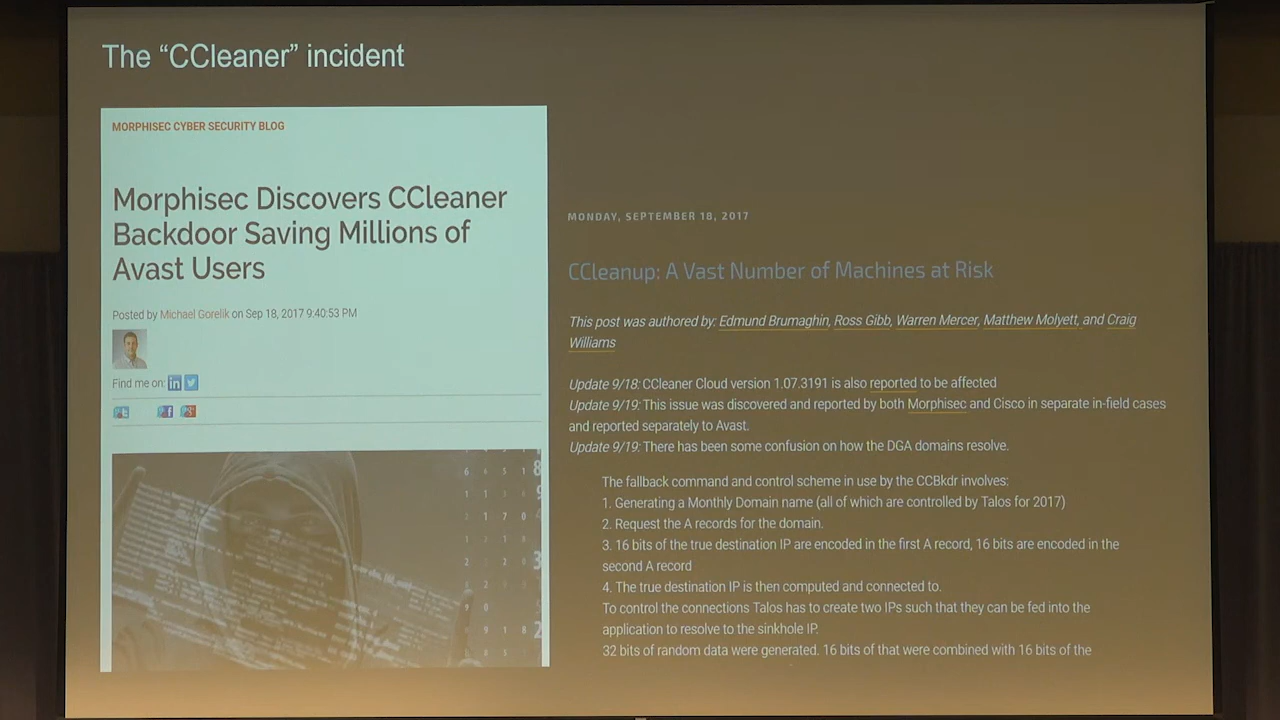 The “CCleaner” incident
MORPHISEC CYBER SECURITY BLOG
Morphisec Discovers CCleaner
Backdoor Saving Millions of
Avast Users
Posted by Michael Gorelik on Sep 18, 2017 9:40:53 PM
Find me on:
MONDAY, SEPTEMBER 18, 2017
CCleanup: A Vast Number of Machines at Risk
This post was authored by: Edmund Brumaghin, Ross Gibb, Warren Mercer, Matthew Molyett, and Craig
Williams
Update 9/18: CCleaner Cloud version 1.07.3191 is also reported to be affected
Update 9/19: This issue was discovered and reported by both Morphisec and Cisco in separate in-field cases
and reported separately to Avast.
Update 9/19: There has been some confusion on how the DGA domains resolve.
The fallback command and control scheme in use by the CCBkdr involves:
1. Generating a Monthly Domain name (all of which are controlled by Talos for 2017)
2. Request the A records for the domain.
3. 16 bits of the true destination IP are encoded in the first A record, 16 bits are encoded in the
second A record
4. The true destination IP is then computed and connected to.
To control the connections Talos has to create two IPs such that they can be fed into the
application to resolve to the sinkhole IP.
32 bits of random data were generated. 16 bits of that were combined with 16 bits of the